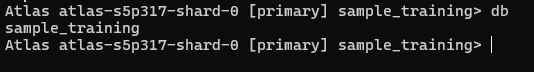 Atlas atlas-s5p317-shard-0 [primary] sample_training> db
sample_training
Atlas atlas-s5p317-shard-0 [primary] sample_training>